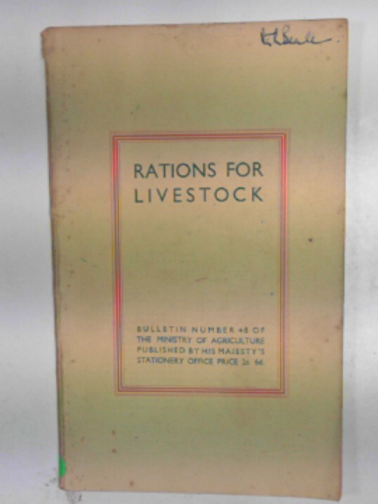 RATIONS FOR
LIVESTOCK
BULLETIN NUMBER 48 OF
THE MINISTRY OF AGRICULTURE
PUBLISHED BY HIS MAJESTY'S
STATIONERY OFFICE PRICE 2s 6d.